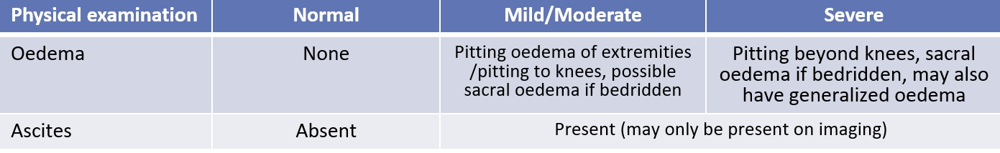 Physical examination Normal Mild/Moderate Severe
Oedema None Pitting oedema of extremities
/pitting to knees, possible
sacral oedema if bedridden
Pitting beyond knees, sacral
oedema if bedridden, may also
have generalized oedema
Ascites Absent Present (may only be present on imaging)